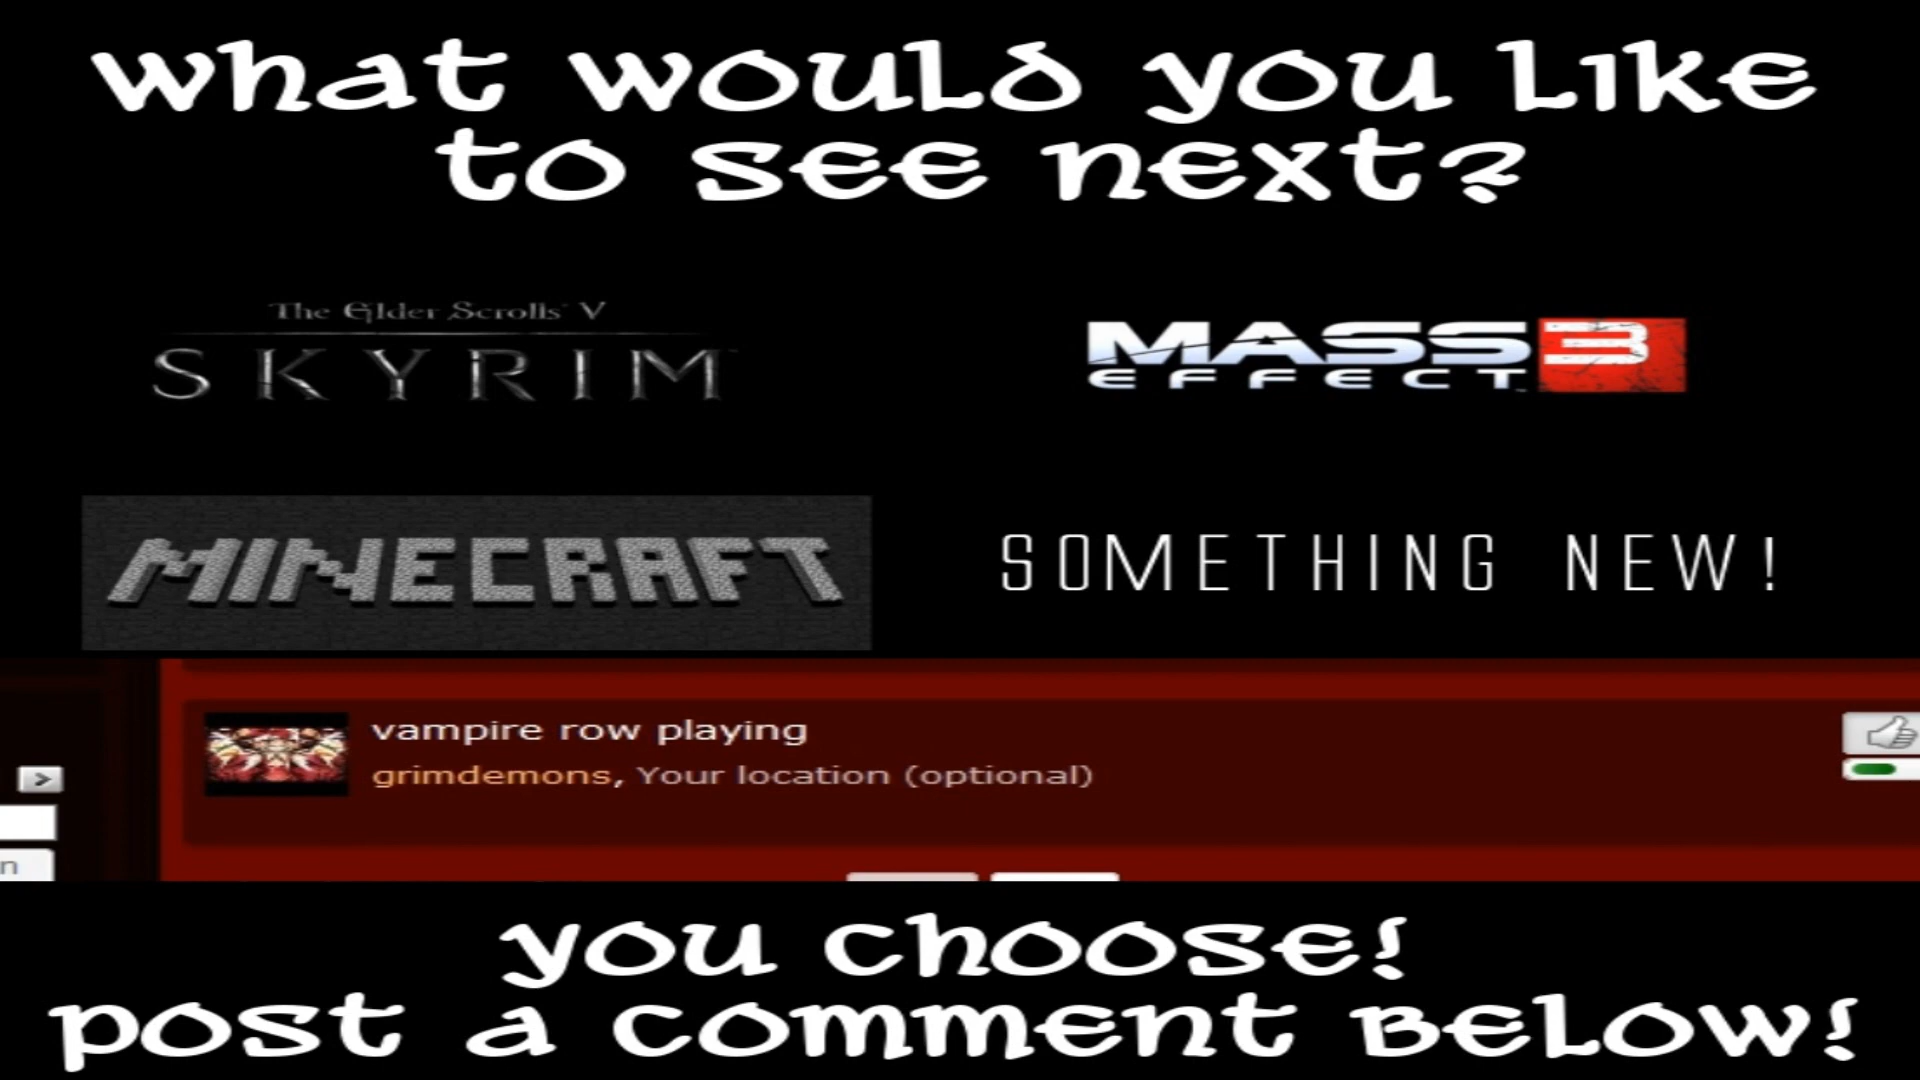 What would you like
to see next?
The Elder Scrolls V
SKYRIM
MASS
EFFECT 3
MINECRAFT
SOMETHING NEW!
vampire row playing
grimdemons, Your location (optional)
>
n
You choose!
Post a comment below!